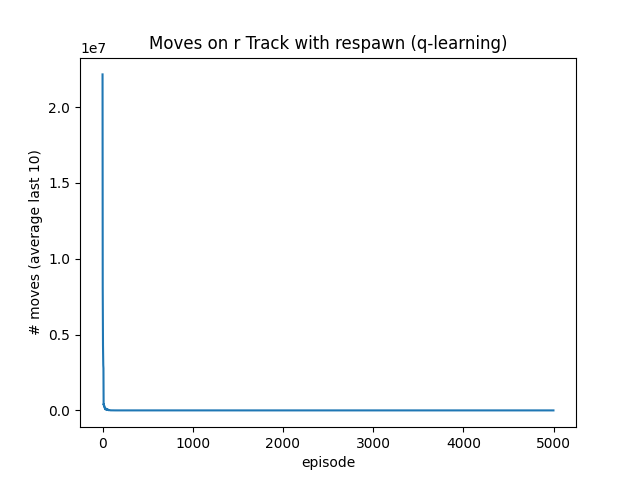 Moves on r Track with respawn (q-learning)
1e7
2.0
1.5
1.0
0.5
0.0
# moves (average last 10)
0 1000 2000 3000 4000 5000
episode